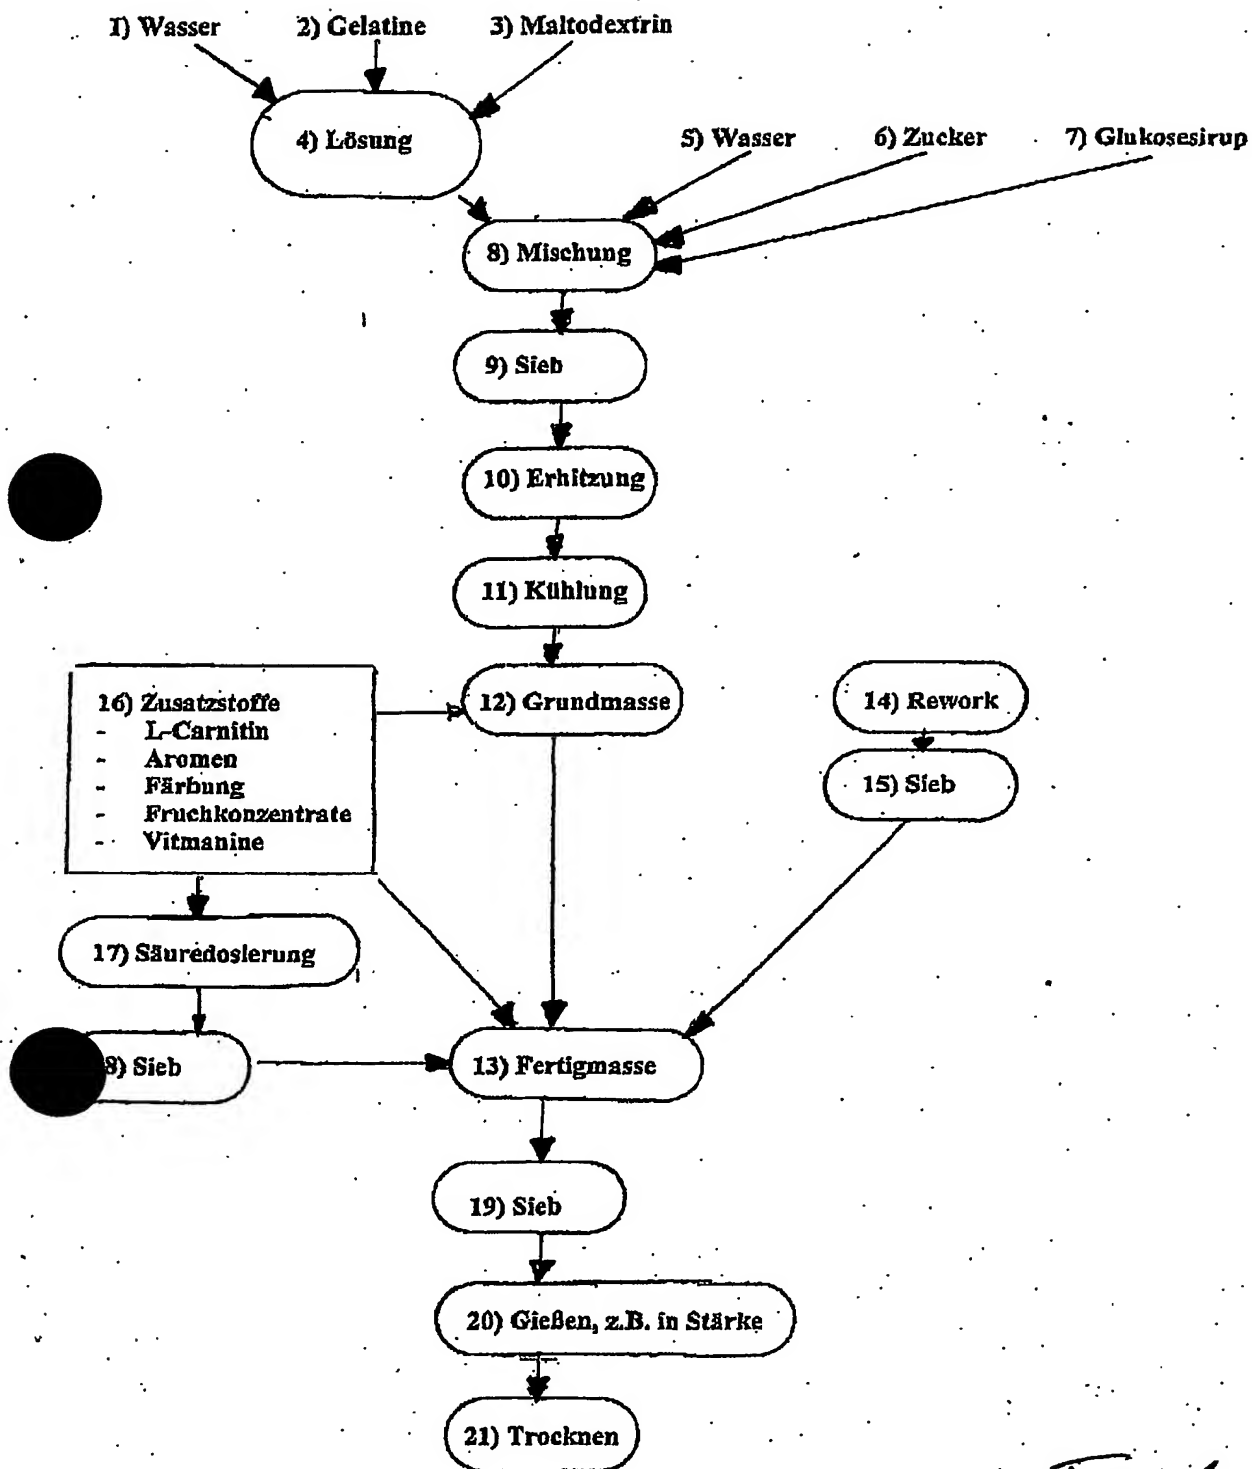 1) Wasser
2) Gelatine
3) Maltodextrin
4) Lösung
5) Wasser
6) Zucker
7) Glukosesirup
8) Mischung
9) Sieb
10) Erhitzung
11) Kühlung
12) Grundmasse
14) Rework
15) Sieb
16) Zusatzstoffe
- L-Carnitin
- Aromen
- Färbung
- Fruchkonzentrate
- Vitmanine
17) Säuredosierung
8) Sieb
13) Fertigmasse
19) Sieb
20) Gießen, z.B. in Stärke
21) Trocknen